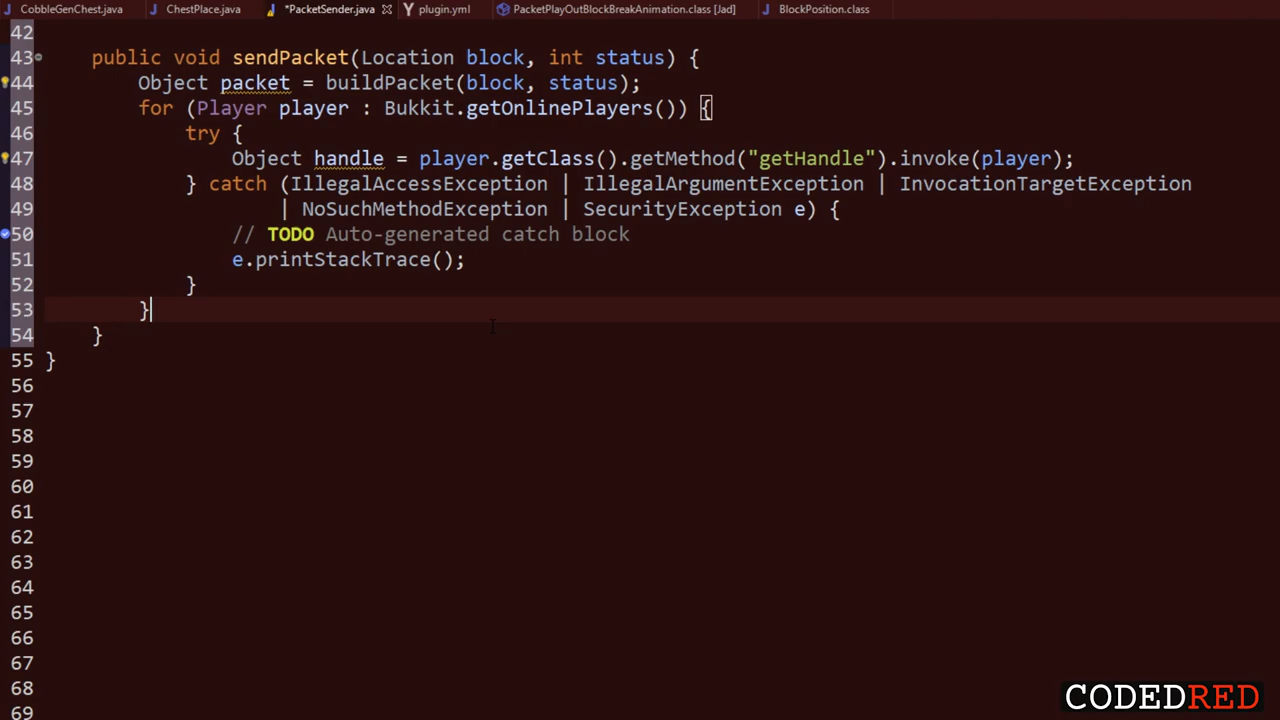 CobbleGenChest.java ChestPlace.java *PacketSender.java plugin.yml PacketPlayOutBlockBreakAnimation.class [Jad] BlockPosition.class
42
43 public void sendPacket(Location block, int status) {
44 Object packet = buildPacket(block, status);
45 for (Player player : Bukkit.getOnlinePlayers()) {
46 try {
47 Object handle = player.getClass().getMethod("getHandle").invoke(player);
48 } catch (IllegalAccessException | IllegalArgumentException | InvocationTargetException
49 | NoSuchMethodException | SecurityException e) {
50 // TODO Auto-generated catch block
51 e.printStackTrace();
52 }
53 }
54 }
55 }
56
57
58
59
60
61
62
63
64
65
66
67
68
69
CODEDRED